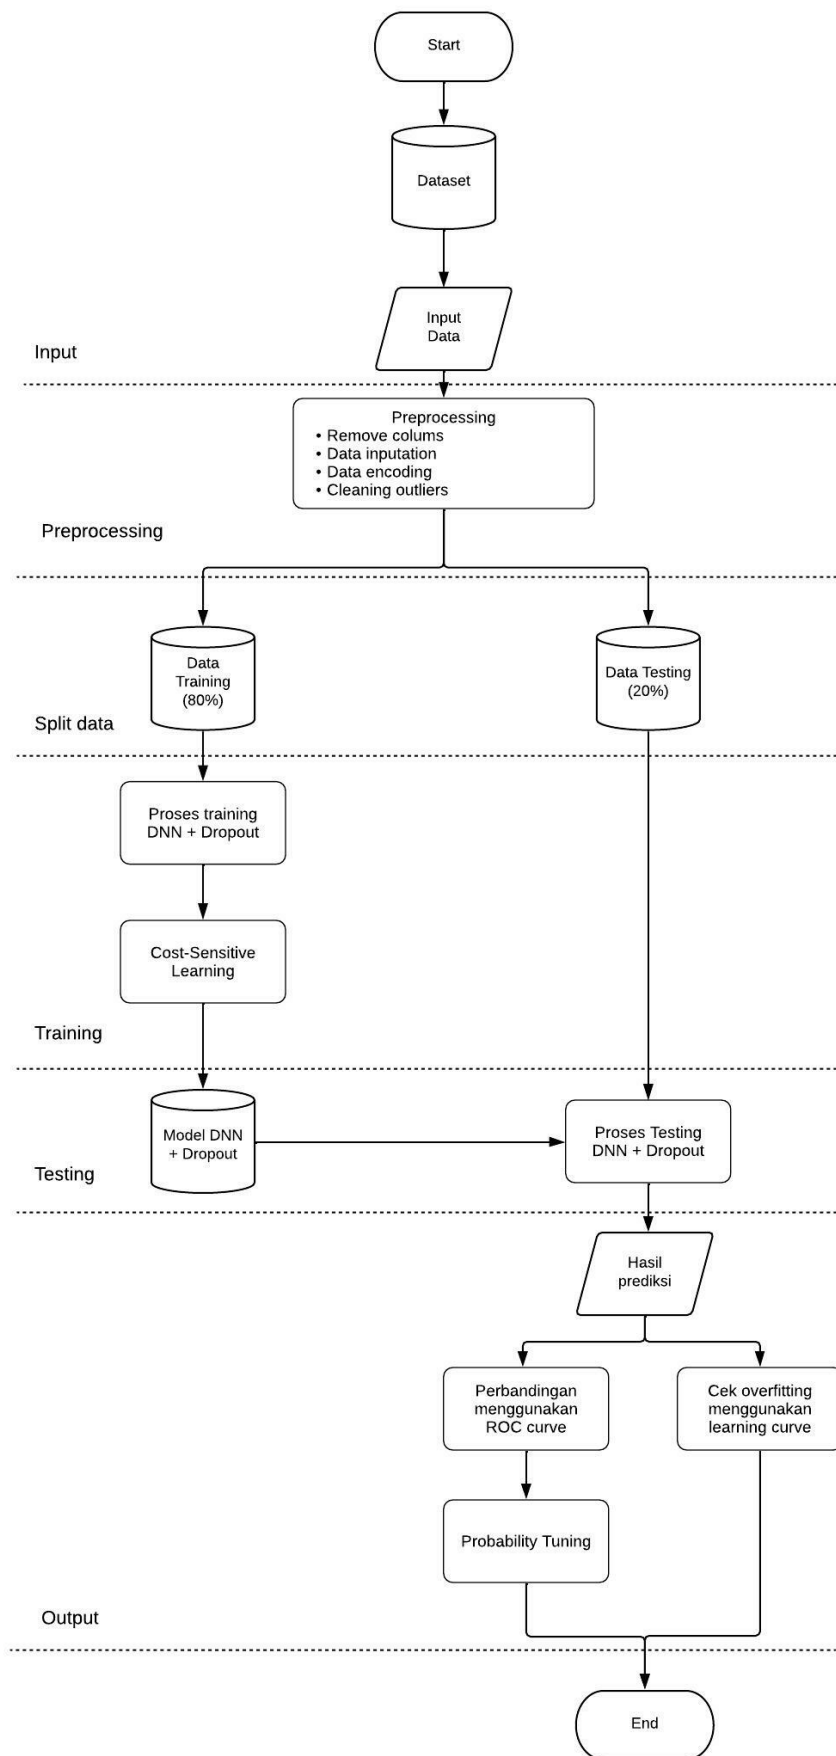 Start
Dataset
Input
Data
Input
Preprocessing
• Remove colums
• Data inputation
• Data encoding
• Cleaning outliers
Preprocessing
Data
Training
(80%)
Data Testing
(20%)
Split data
Proses training
DNN + Dropout
Cost-Sensitive
Learning
Training
Model DNN
+ Dropout
Proses Testing
DNN + Dropout
Testing
Hasil
prediksi
Perbandingan
menggunakan
ROC curve
Cek overfitting
menggunakan
learning curve
Probability Tuning
Output
End